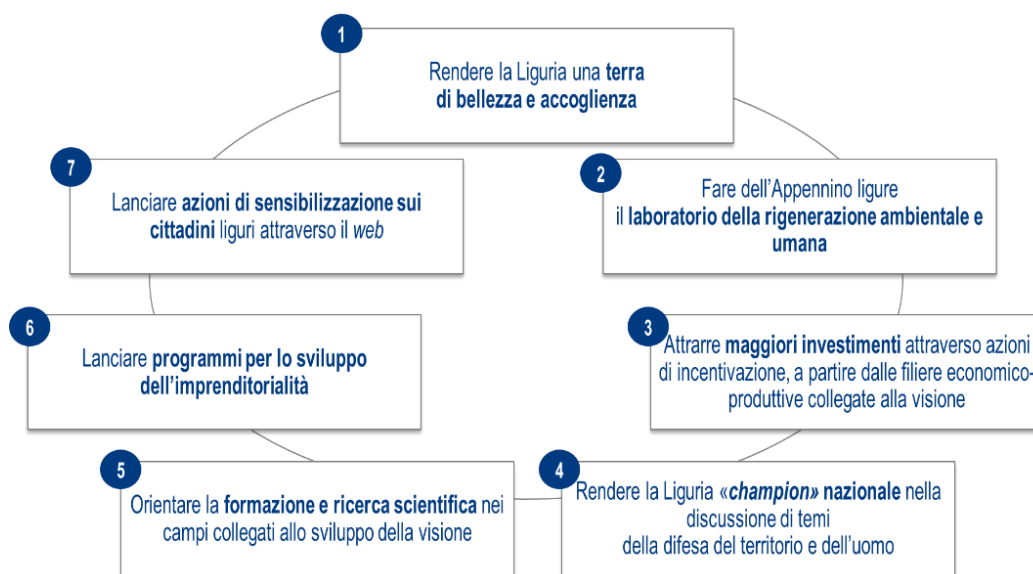 1
Rendere la Liguria una terra
di bellezza e accoglienza
2
Fare dell’Appennino ligure
il laboratorio della rigenerazione ambientale e
umana
3
Attrarre maggiori investimenti attraverso azioni
di incentivazione, a partire dalle filiere economico-
produttive collegate alla visione
4
Rendere la Liguria «champion» nazionale nella
discussione di temi
della difesa del territorio e dell’uomo
5
Orientare la formazione e ricerca scientifica nei
campi collegati allo sviluppo della visione
6
Lanciare programmi per lo sviluppo
dell’imprenditorialità
7
Lanciare azioni di sensibilizzazione sui
cittadini liguri attraverso il web